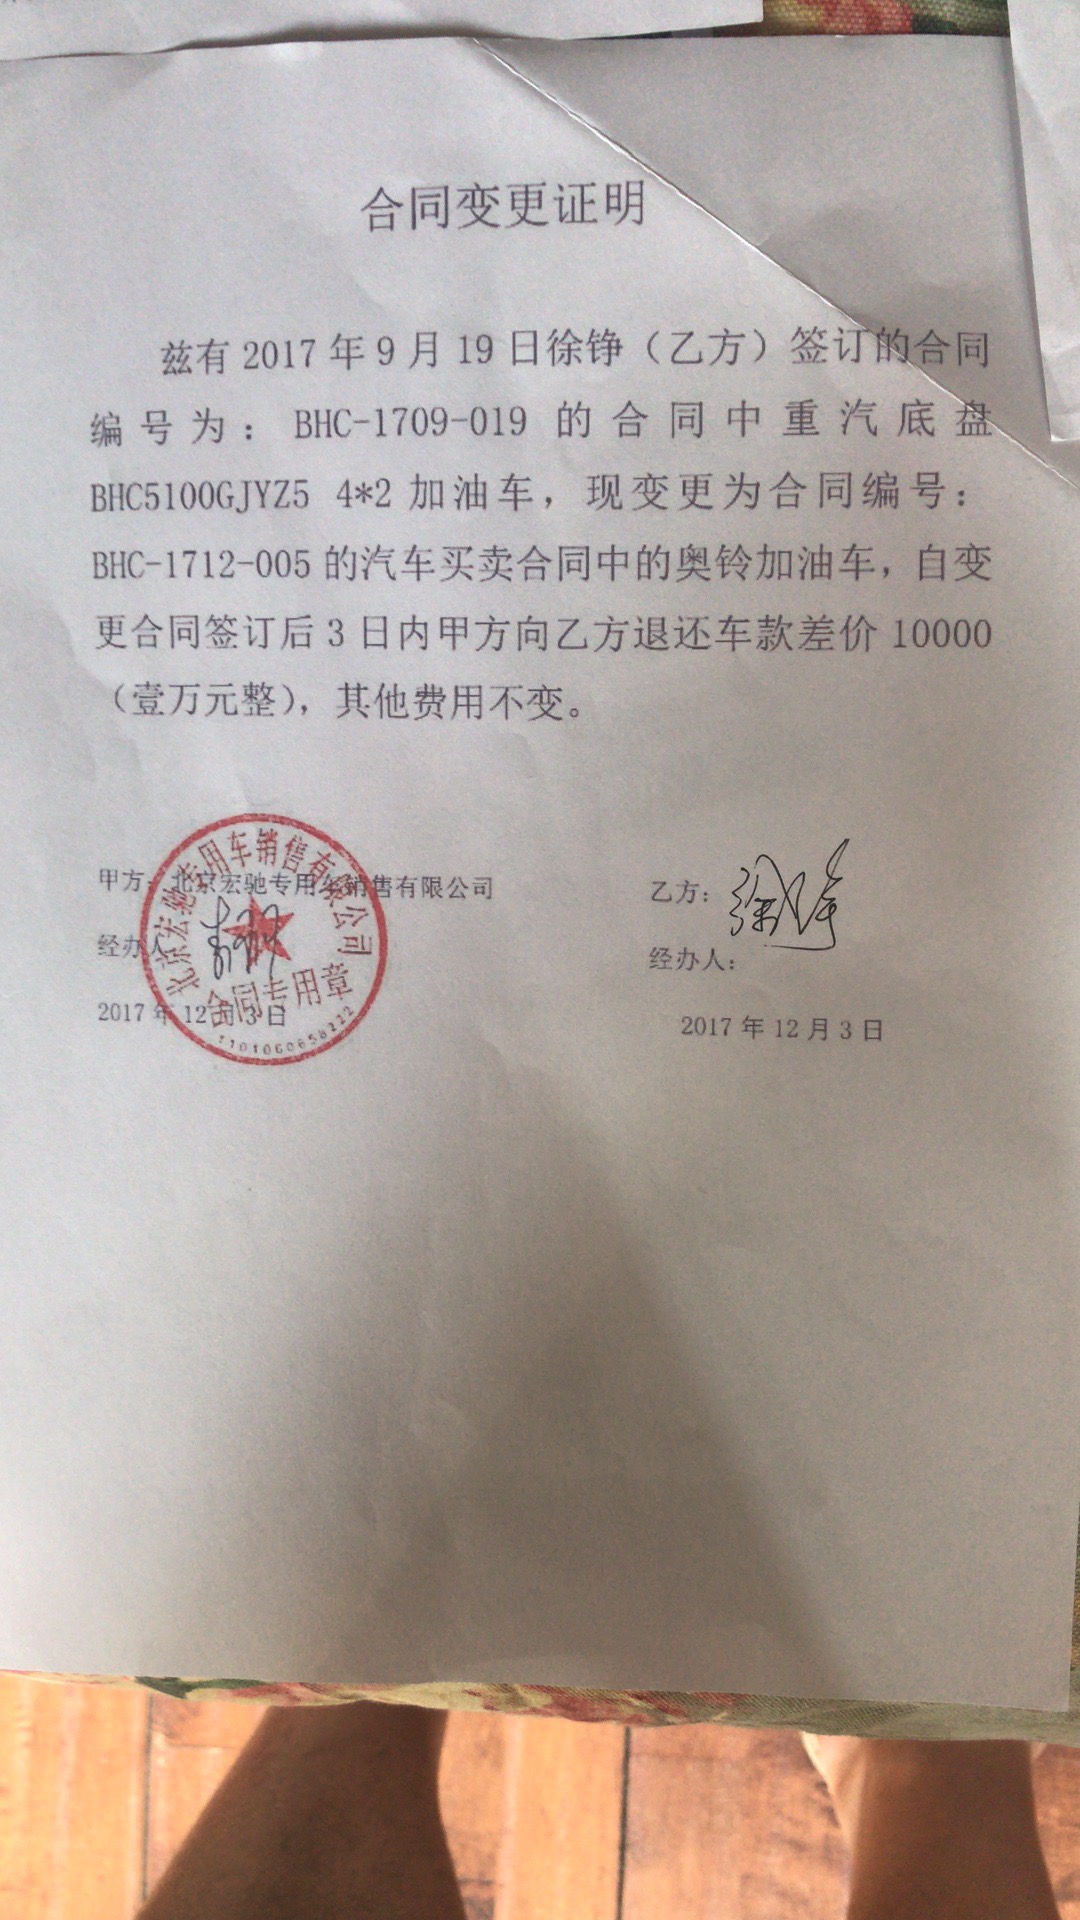 合同变更证明
兹有 2017 年 9 月 19 日徐铮（乙方）签订的合同
编号为：BHC-1709-019 的合同中重汽底盘
BHC5100GJYZ5 4*2 加油车，现变更为合同编号：
BHC-1712-005 的汽车买卖合同中的奥铃加油车，自变
更合同签订后 3 日内甲方向乙方退还车款差价 10000
（壹万元整），其他费用不变。
甲方：北京宏驰专用车销售有限公司
经办人
2017 年 12 月 3 日
北京宏驰专用车销售有限公司
合同专用章
1101060658222
乙方：徐铮
经办人：
2017 年 12 月 3 日